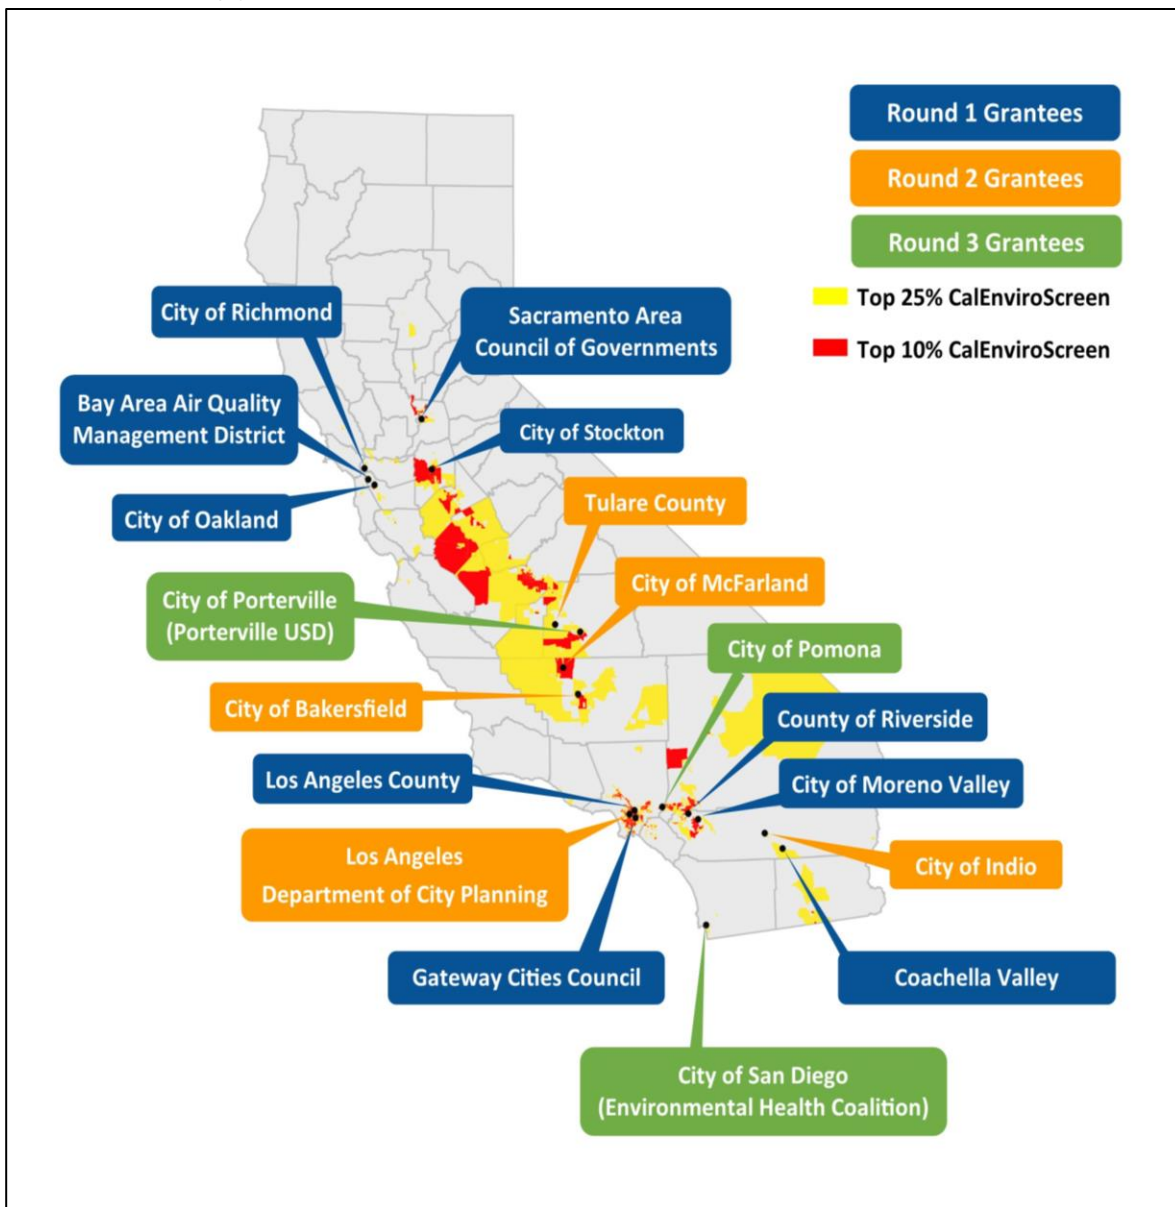 Round 1 Grantees
Round 2 Grantees
Round 3 Grantees
Top 25% CalEnviroScreen
Top 10% CalEnviroScreen
City of Richmond
Sacramento Area
Council of Governments
Bay Area Air Quality
Management District
City of Stockton
City of Oakland
Tulare County
City of McFarland
City of Porterville
(Porterville USD)
City of Pomona
City of Bakersfield
County of Riverside
Los Angeles County
City of Moreno Valley
Los Angeles
Department of City Planning
City of Indio
Gateway Cities Council
Coachella Valley
City of San Diego
(Environmental Health Coalition)